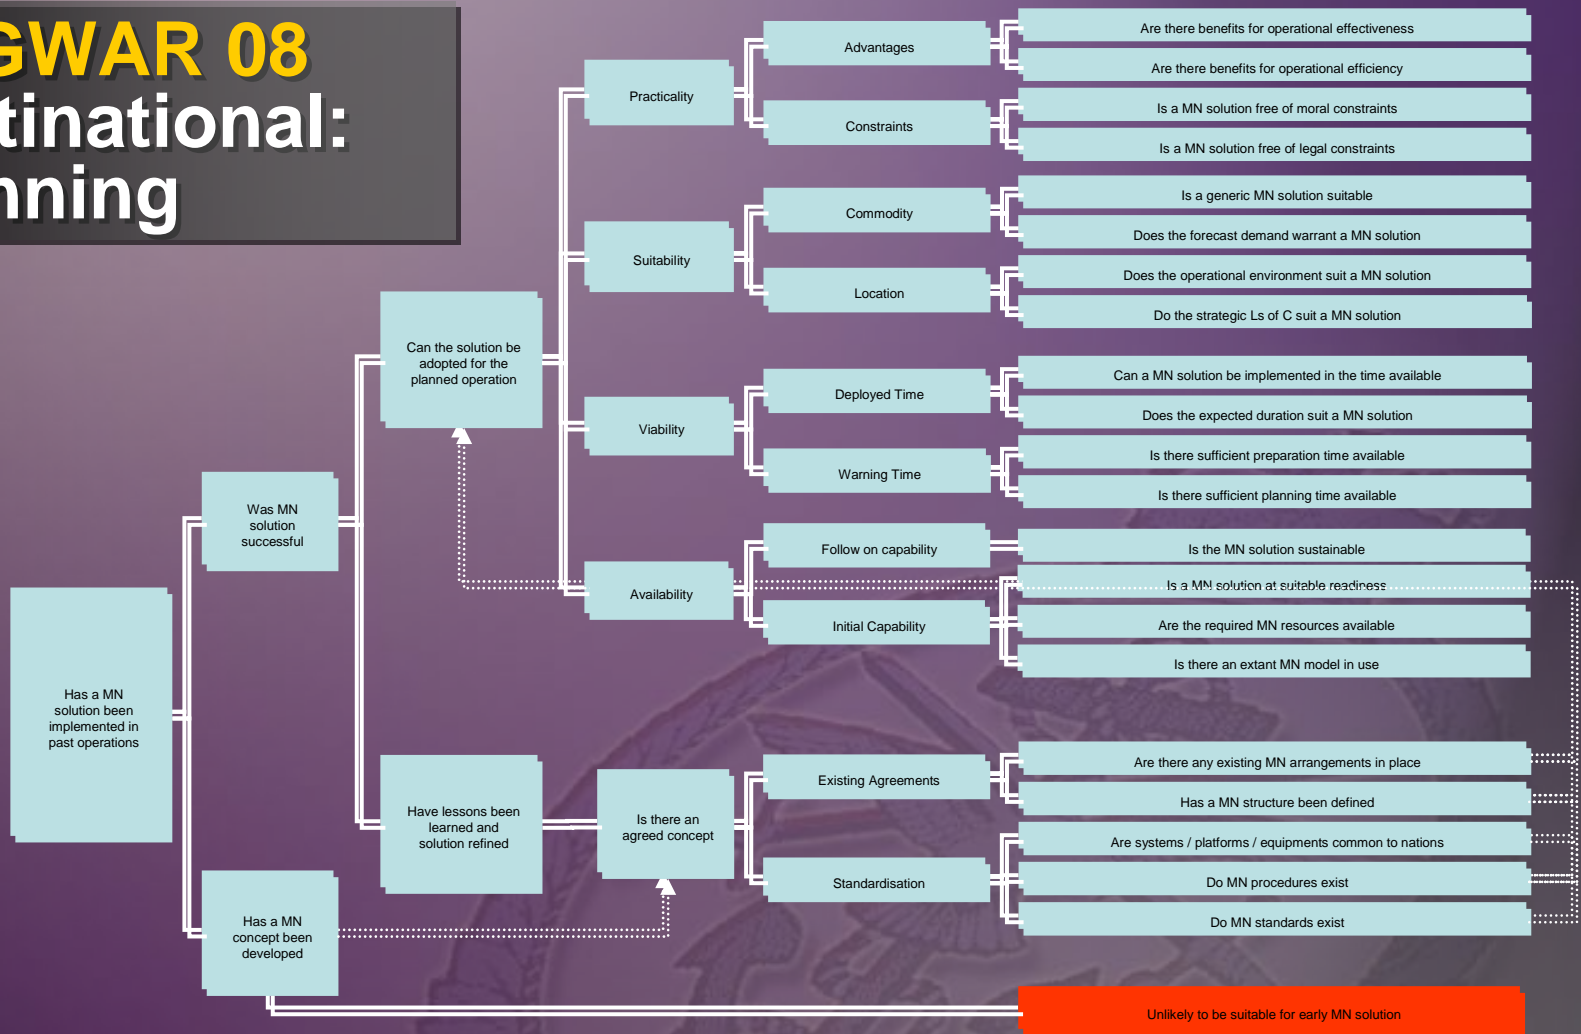 GWAR 08
tinational:
nning
Has a MN
solution been
implemented in
past operations
Was MN
solution
successful
Has a MN
concept been
developed
Can the solution be
adopted for the
planned operation
Have lessons been
learned and
solution refined
Is there an
agreed concept
Practicality
Suitability
Viability
Availability
Advantages
Constraints
Commodity
Location
Deployed Time
Warning Time
Follow on capability
Initial Capability
Existing Agreements
Standardisation
Are there benefits for operational effectiveness
Are there benefits for operational efficiency
Is a MN solution free of moral constraints
Is a MN solution free of legal constraints
Is a generic MN solution suitable
Does the forecast demand warrant a MN solution
Does the operational environment suit a MN solution
Do the strategic Ls of C suit a MN solution
Can a MN solution be implemented in the time available
Does the expected duration suit a MN solution
Is there sufficient preparation time available
Is there sufficient planning time available
Is the MN solution sustainable
Is a MN solution at suitable readiness
Are the required MN resources available
Is there an extant MN model in use
Are there any existing MN arrangements in place
Has a MN structure been defined
Are systems / platforms / equipments common to nations
Do MN procedures exist
Do MN standards exist
Unlikely to be suitable for early MN solution